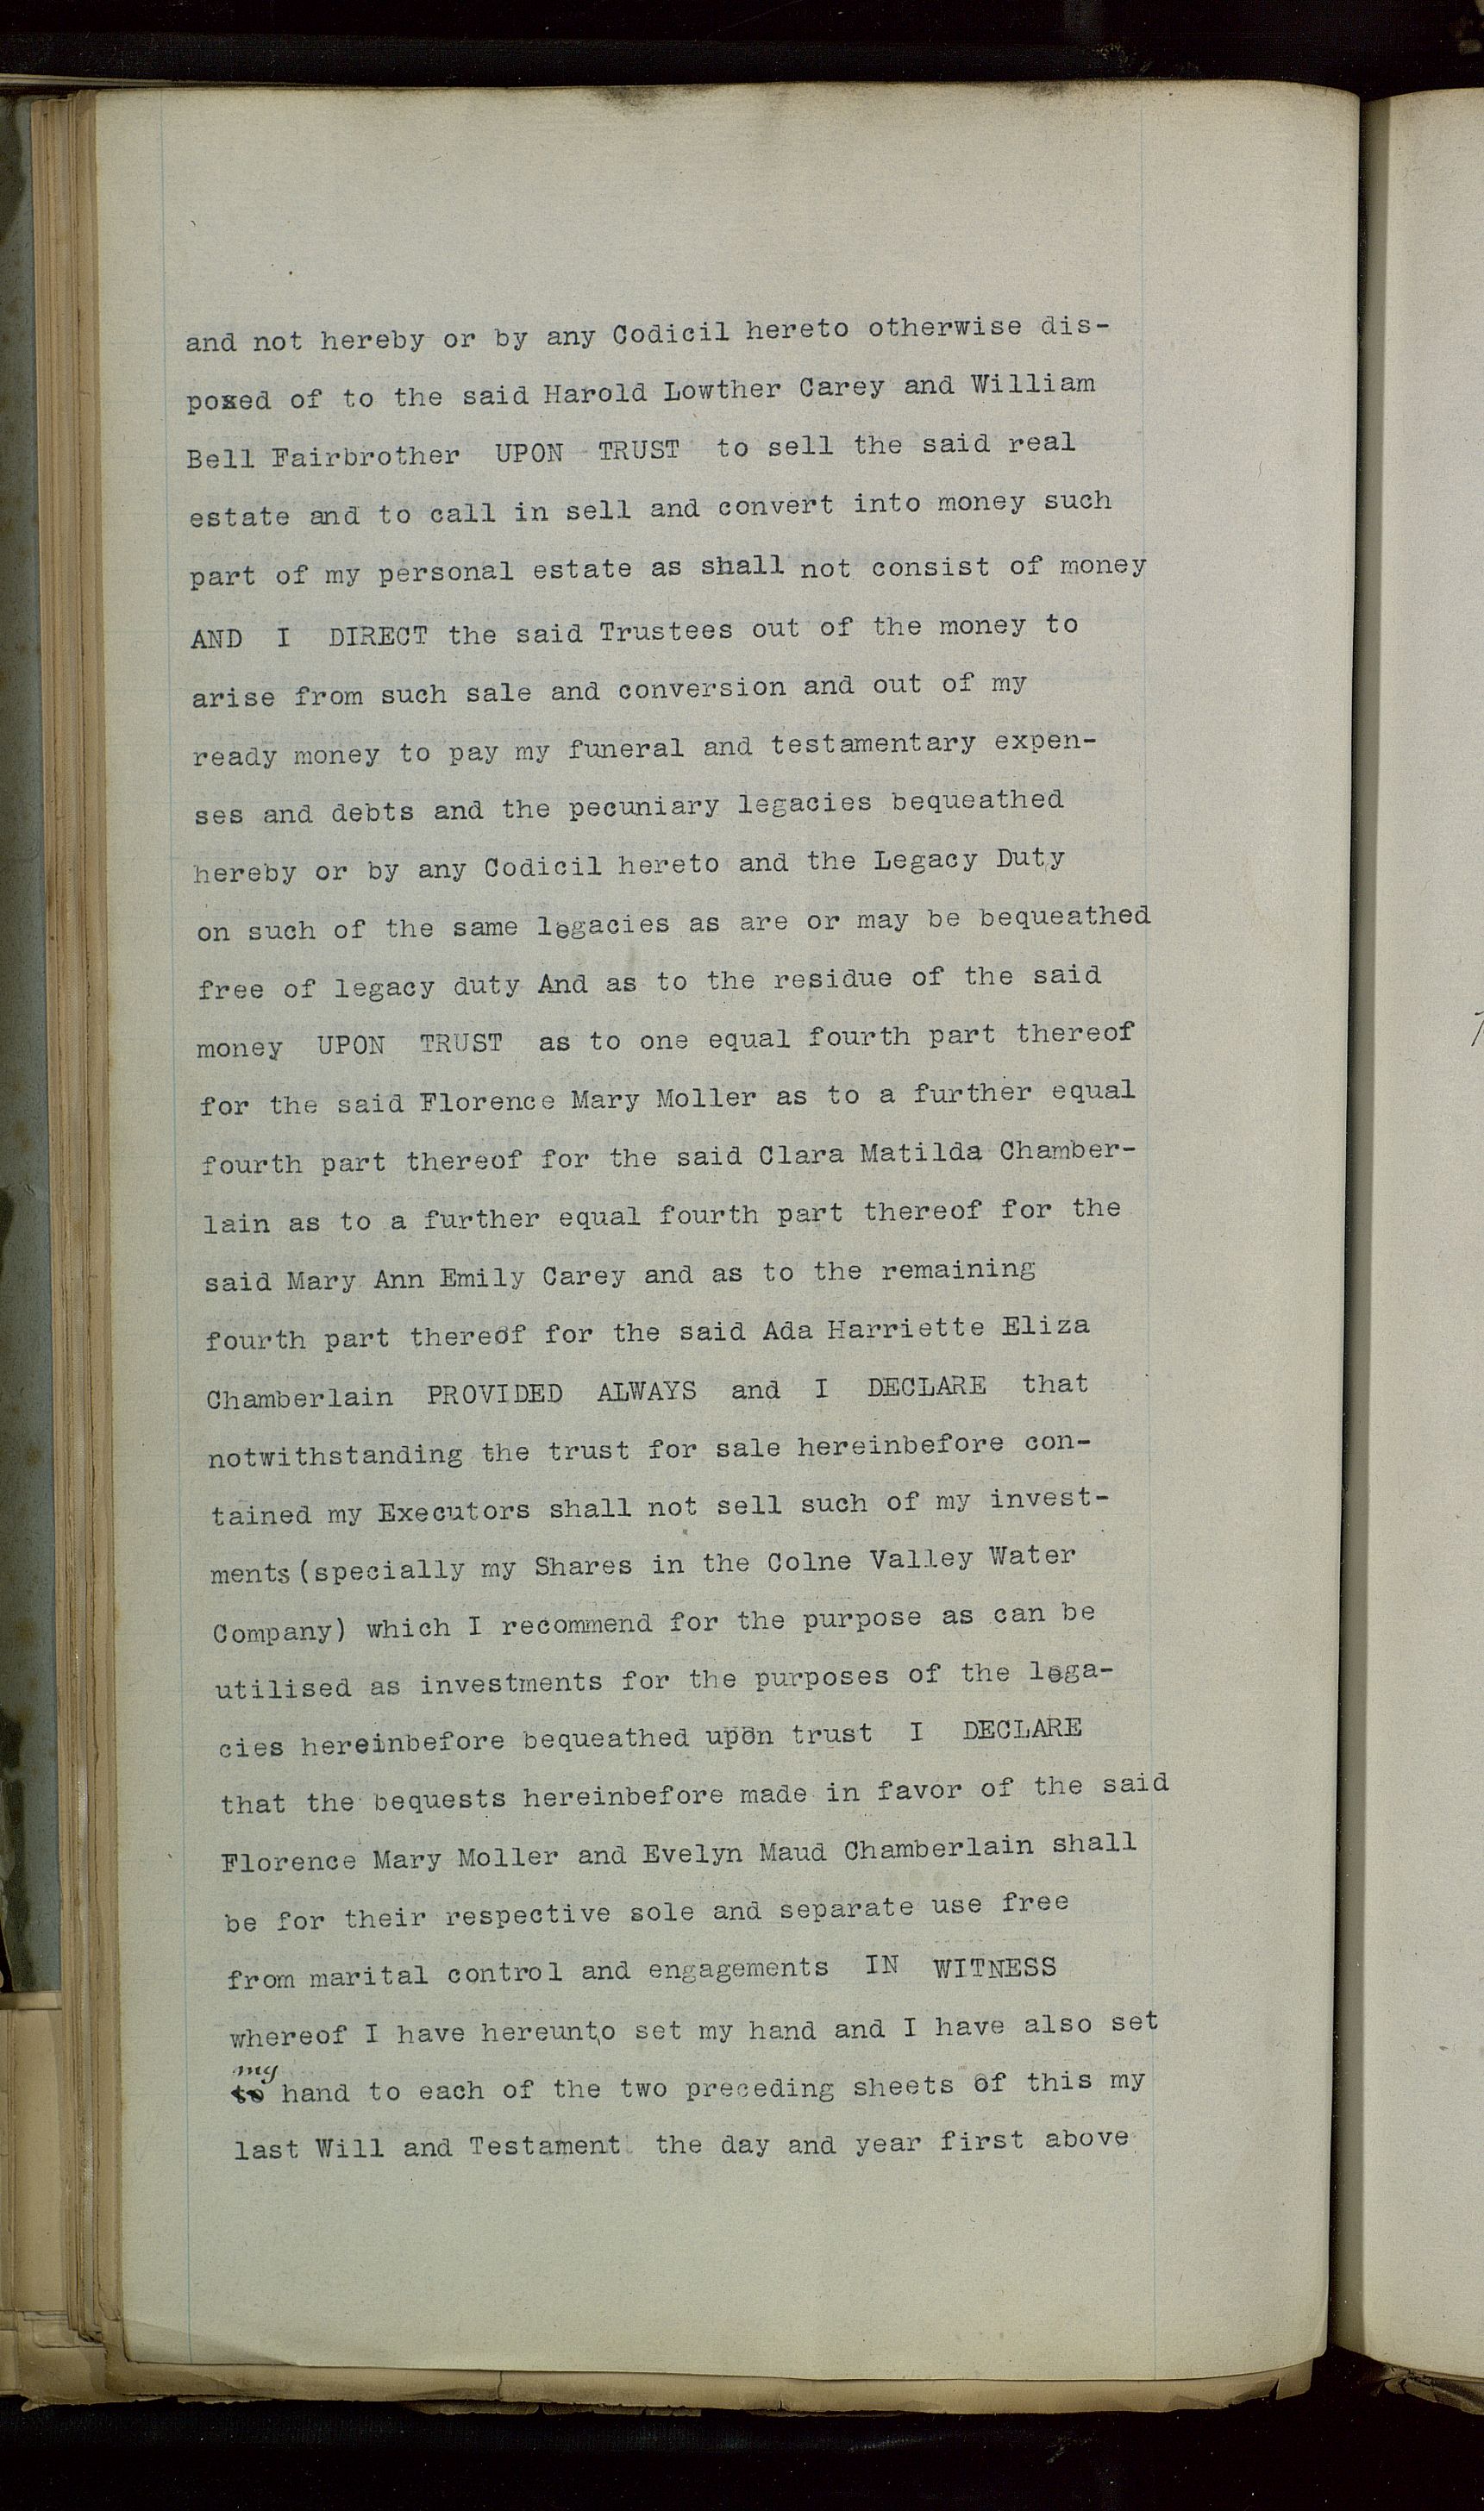 and not hereby or by any Codicil hereto otherwise dis-
posed of to the said Harold Lowther Carey and William
Bell Fairbrother UPON TRUST to sell the said real
estate and to call in sell and convert into money such
part of my personal estate as shall not consist of money
AND I DIRECT the said Trustees out of the money to
arise from such sale and conversion and out of my
ready money to pay my funeral and testamentary expen-
ses and debts and the pecuniary legacies bequeathed
hereby or by any Codicil hereto and the Legacy Duty
on such of the same legacies as are or may be bequeathed
free of legacy duty And as to the residue of the said
money UPON TRUST as to one equal fourth part thereof
for the said Florence Mary Moller as to a further equal
fourth part thereof for the said Clara Matilda Chamber-
lain as to a further equal fourth part thereof for the
said Mary Ann Emily Carey and as to the remaining
fourth part thereof for the said Ada Harriette Eliza
Chamberlain PROVIDED ALWAYS and I DECLARE that
notwithstanding the trust for sale hereinbefore con-
tained my Executors shall not sell such of my invest-
ments (specially my Shares in the Colne Valley Water
Company) which I recommend for the purpose as can be
utilised as investments for the purposes of the lega-
cies hereinbefore bequeathed upon trust I DECLARE
that the bequests hereinbefore made in favor of the said
Florence Mary Moller and Evelyn Maud Chamberlain shall
be for their respective sole and separate use free
from marital control and engagements IN WITNESS
whereof I have hereunto set my hand and I have also set
my
to hand to each of the two preceding sheets of this my
last Will and Testament the day and year first above